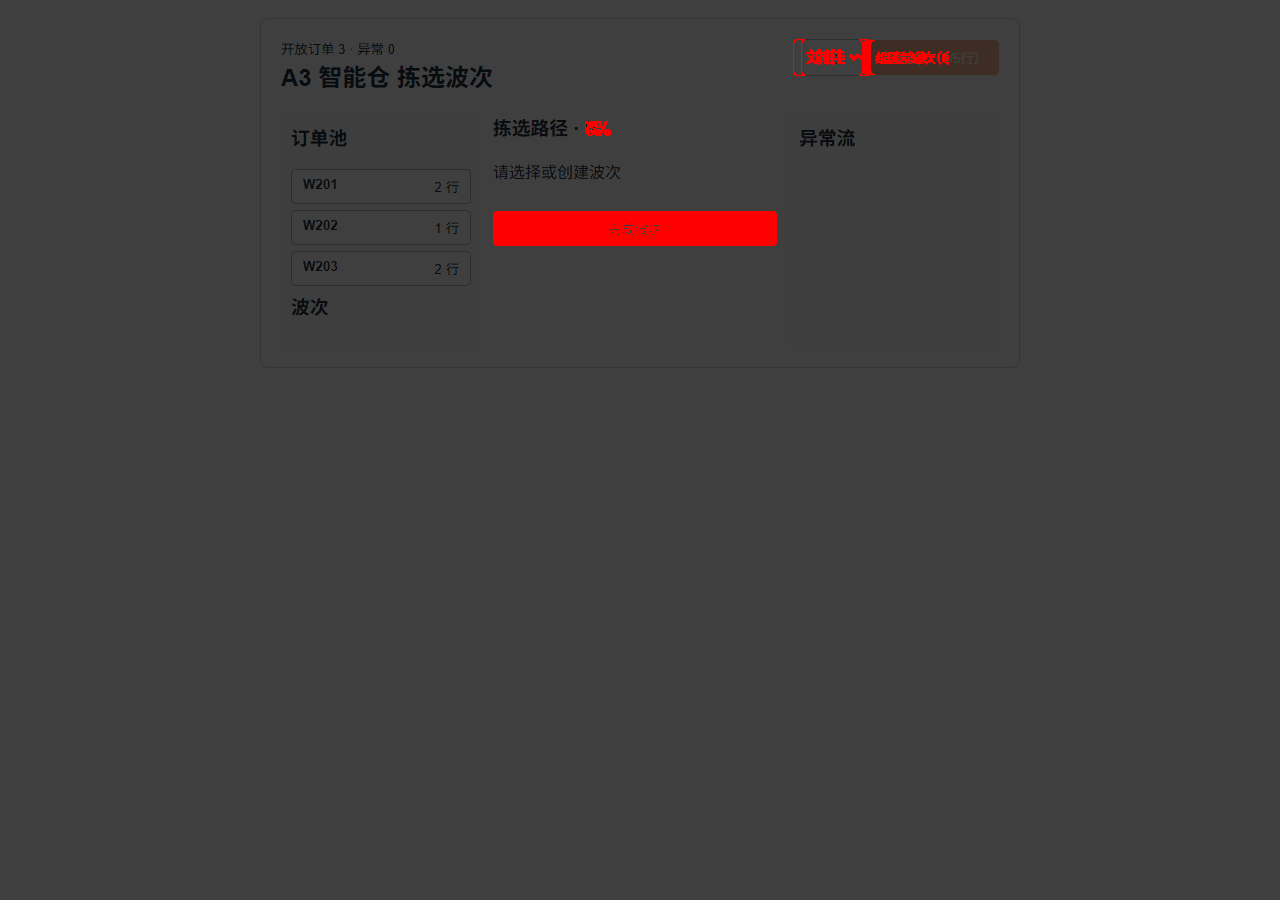 开放订单 3 · 异常 0
A3 智能仓 拣选波次
订单池
W201 2 行
W202 1 行
W203 2 行
波次
拣选路径 ·
请选择或创建波次
异常流